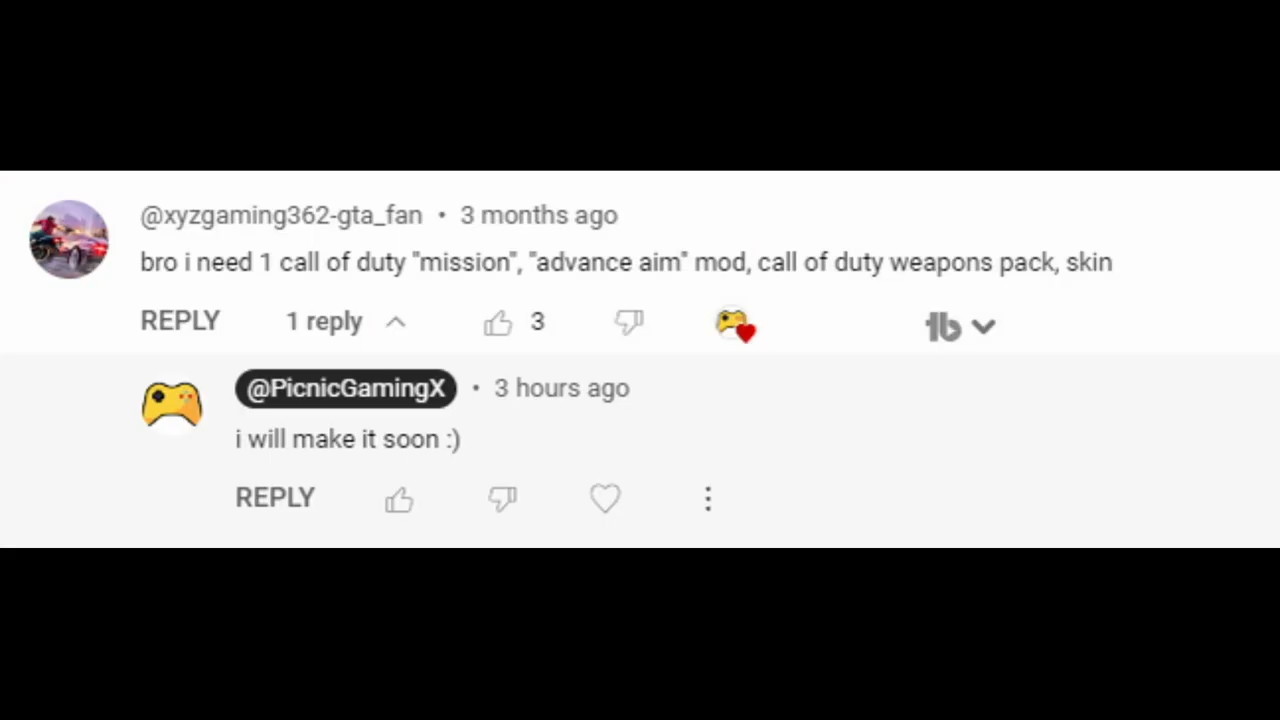 @xyzgaming362-gta_fan • 3 months ago
bro i need 1 call of duty "mission", "advance aim" mod, call of duty weapons pack, skin
REPLY 1 reply 3 tb
@PicnicGamingX • 3 hours ago
i will make it soon :)
REPLY